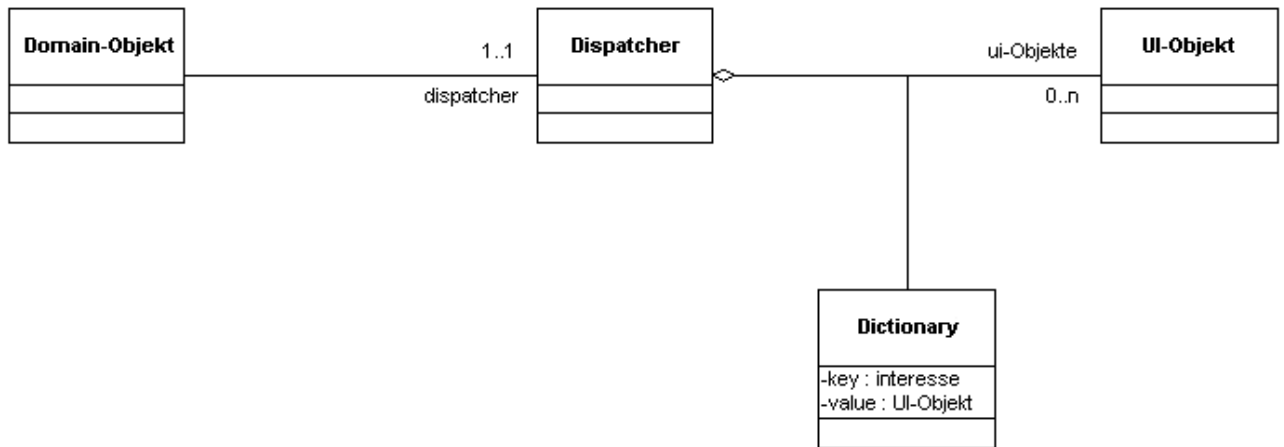 Domain-Objekt
1..1
dispatcher
Dispatcher
ui-Objekte
0..n
UI-Objekt
Dictionary
-key : interesse
-value : UI-Objekt